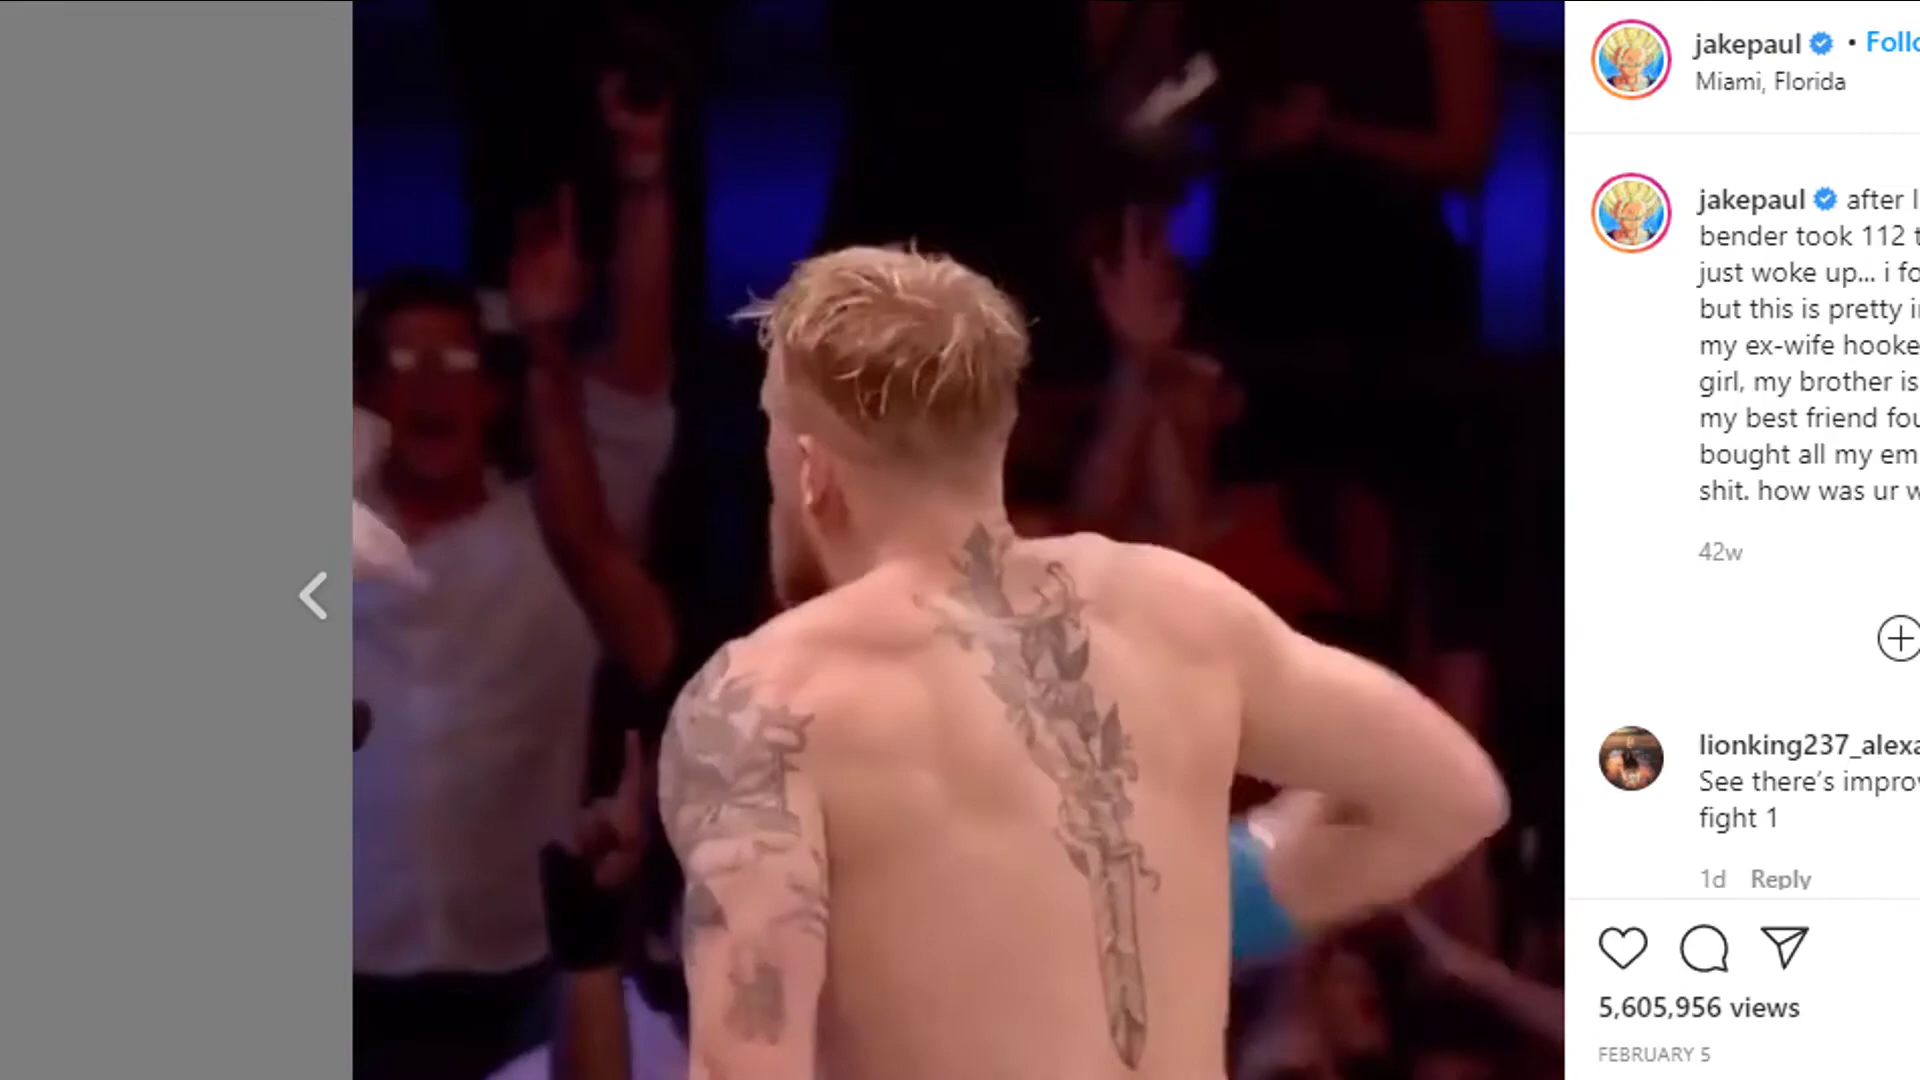 jakepaul • Follo
Miami, Florida
jakepaul after l
bender took 112 t
just woke up... i fo
but this is pretty i
my ex-wife hooke
girl, my brother is
my best friend fou
bought all my em
shit. how was ur w
42w
lionking237_alexa
See there's improv
fight 1
1d Reply
5,605,956 views
FEBRUARY 5